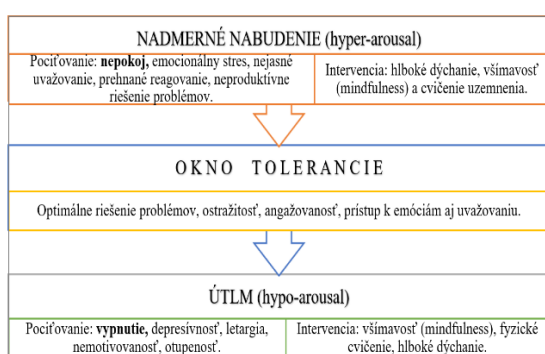 NADMERNÉ NABUDENIE (hyper-arousal)
Pociťovanie: nepokoj, emocionálny stres, nejasné
uvažovanie, prehnané reagovanie, neproduktívne
riešenie problémov.
Intervencia: hlboké dýchanie, všímavosť
(mindfulness) a cvičenie uzemnenia.
OKNO TOLERANCIE
Optimálne riešenie problémov, ostražitosť, angažovanosť, prístup k emóciám aj uvažovaniu.
ÚTLM (hypo-arousal)
Pociťovanie: vypnutie, depresívnosť, letargia,
nemotivovanosť, otupenosť.
Intervencia: všímavosť (mindfulness), fyzické
cvičenie, hlboké dýchanie.